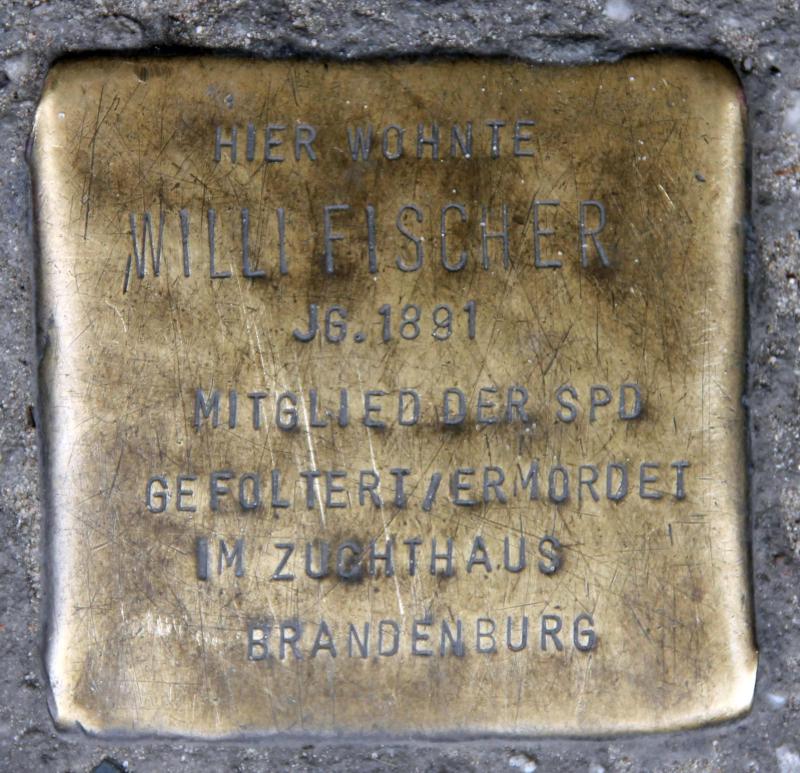 HIER WOHNTE
WILLI FISCHER
JG. 1891
MITGLIED DER SPD
GEFOLTERT/ERMORDET
IM ZUCHTHAUS
BRANDENBURG